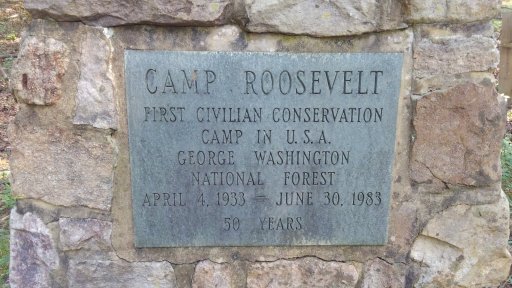 CAMP ROOSEVELT
FIRST CIVILIAN CONSERVATION
CAMP IN U.S.A.
GEORGE WASHINGTON
NATIONAL FOREST
APRIL 4, 1933 — JUNE 30, 1983
50 YEARS